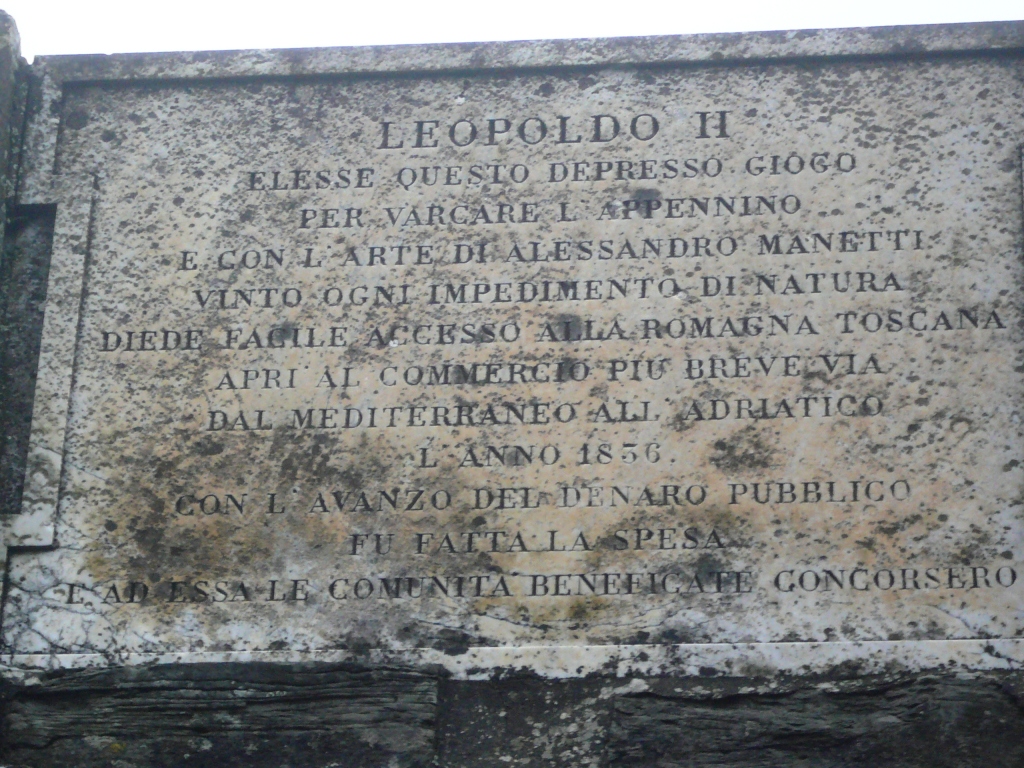 LEOPOLDO II
ELESSE QUESTO DEPRESSO GIOGO
PER VARCARE L APPENNINO
E CON L ARTE DI ALESSANDRO MANETTI
VINTO OGNI IMPEDIMENTO DI NATURA
DIEDE FACILE ACCESSO ALLA ROMAGNA TOSCANA
APRI AL COMMERCIO PIU BREVE VIA
DAL MEDITERRANEO ALL ADRIATICO
L ANNO 1836.
CON L AVANZO DEL DENARO PUBBLICO
FU FATTA LA SPESA
E AD ESSA LE COMUNITA BENEFICATE CONCORSERO